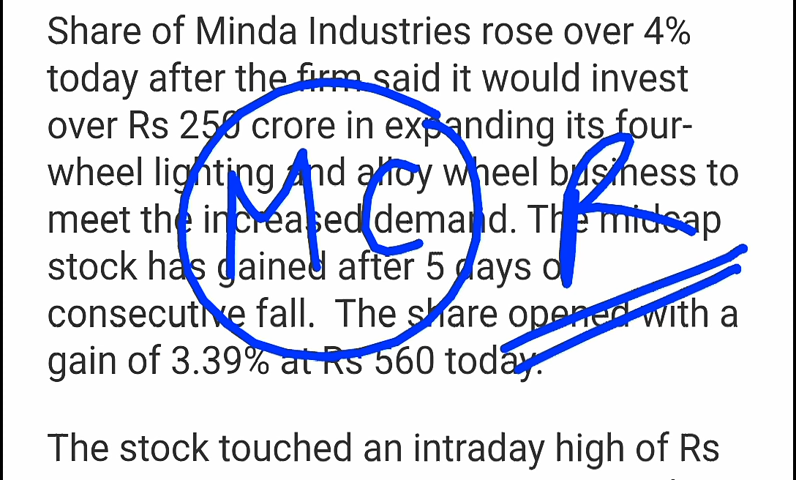 Share of Minda Industries rose over 4%
today after the firm said it would invest
over Rs 250 crore in expanding its four-
wheel lighting and alloy wheel business to
meet the increased demand. The midcap
stock has gained after 5 days of
consecutive fall.  The share opened with a
gain of 3.39% at Rs 560 today.
MC R
The stock touched an intraday high of Rs